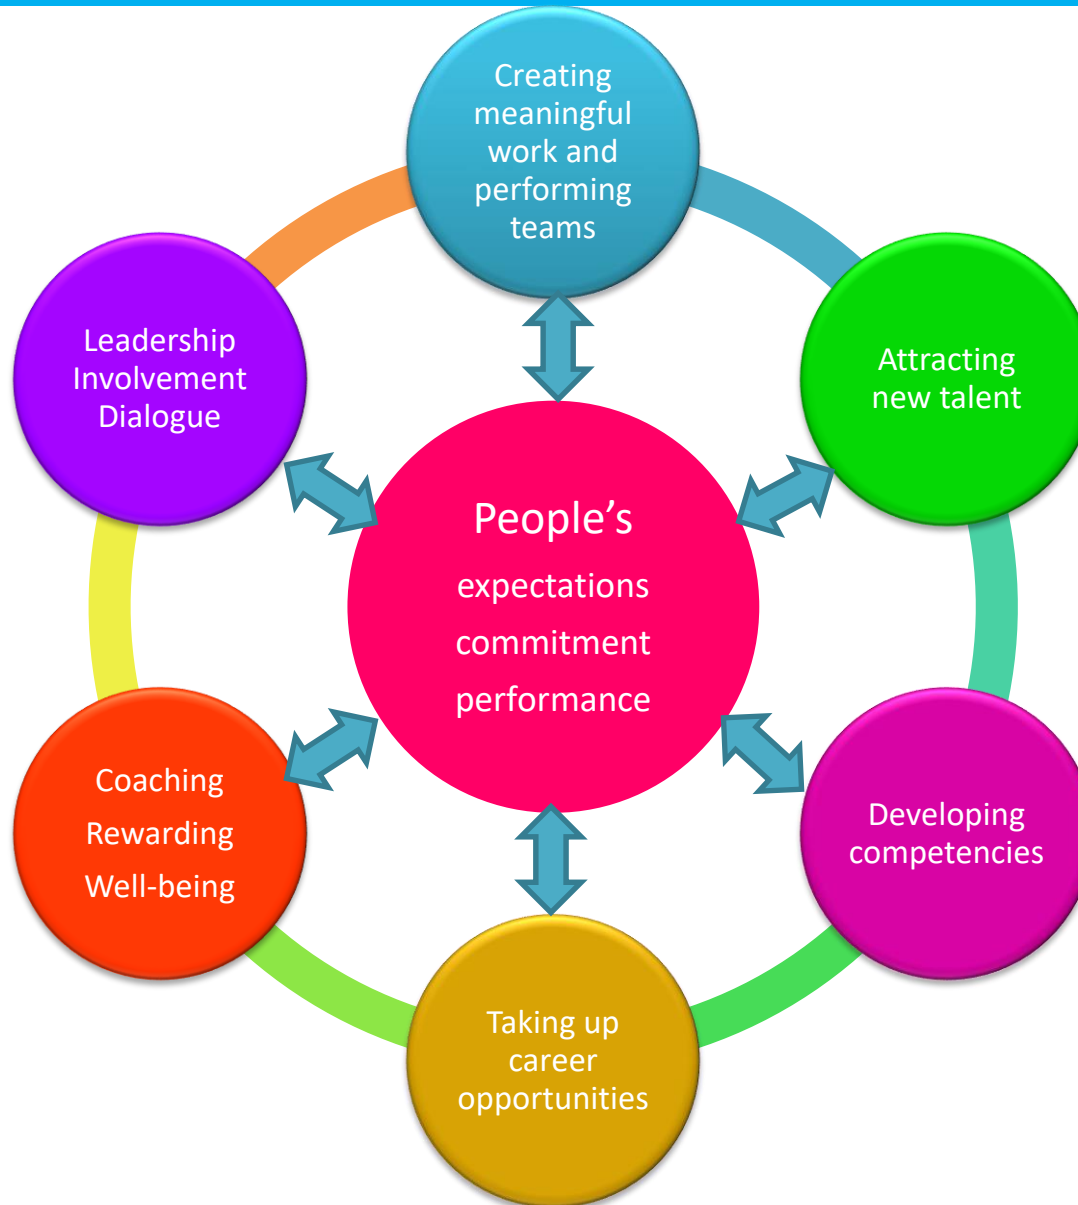 Creating
meaningful
work and
performing
teams
Attracting
new talent
Developing
competencies
Taking up
career
opportunities
Coaching
Rewarding
Well-being
Leadership
Involvement
Dialogue
People’s
expectations
commitment
performance